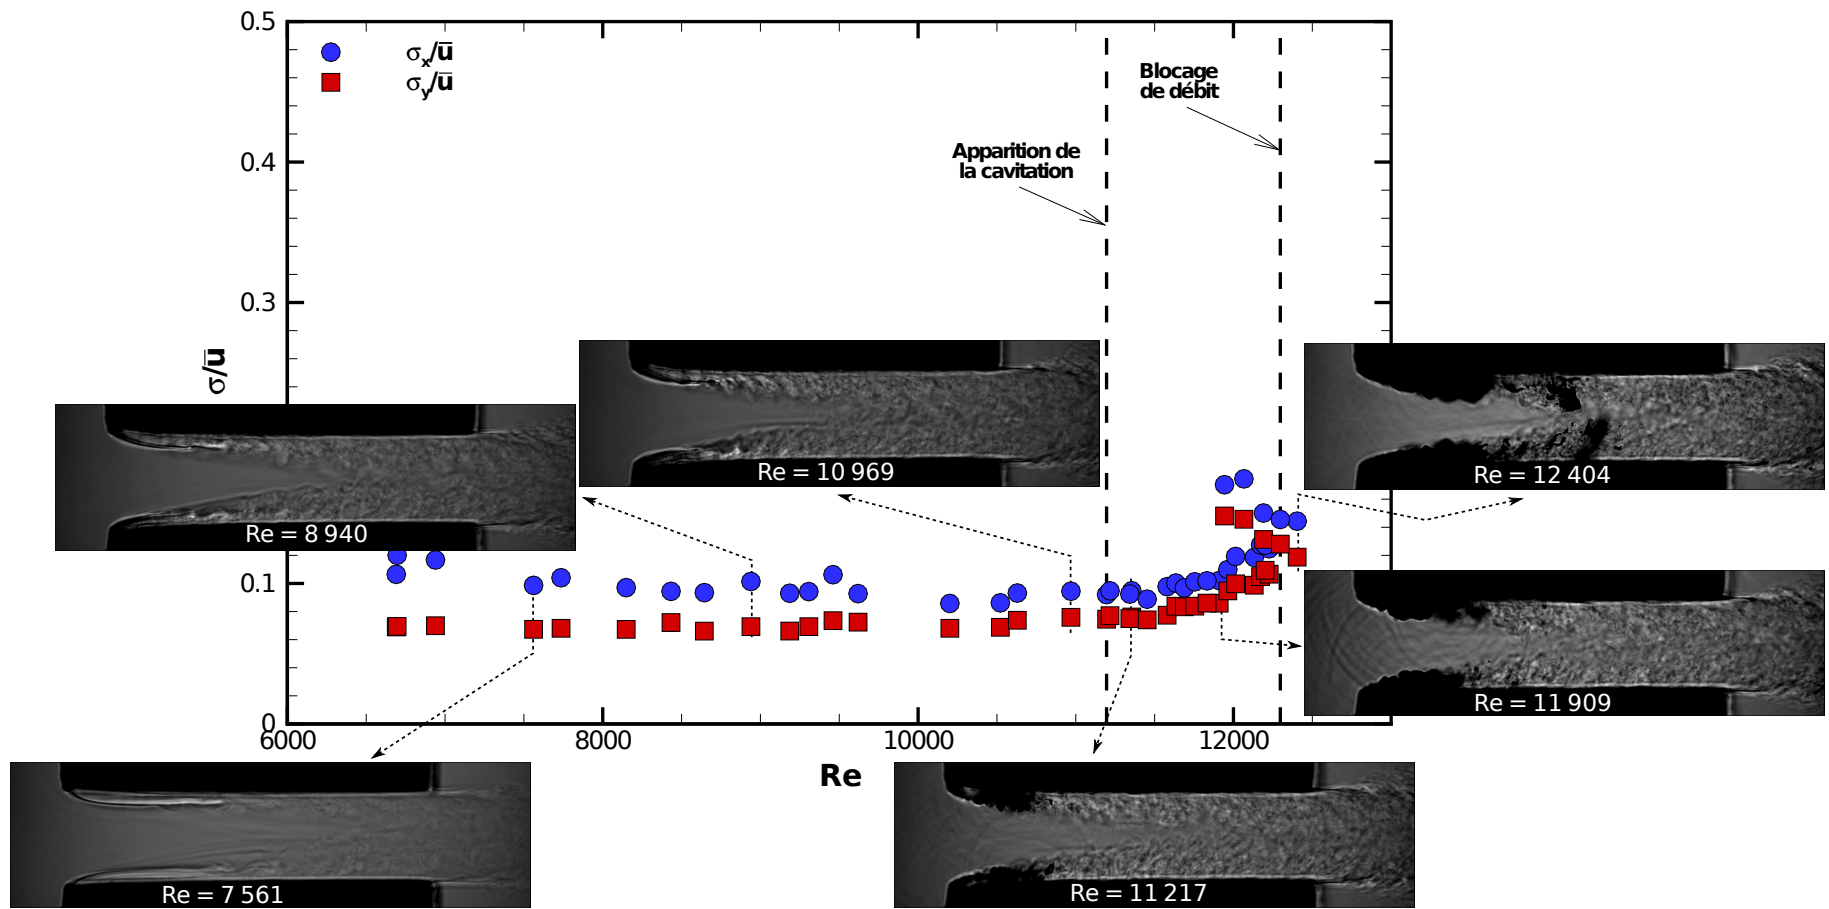 0.5
σx/u̅
σy/u̅
Blocage
de débit
Apparition de
la cavitation
0.4
0.3
σ/u̅
0.1
0
Re = 8 940
Re = 10 969
Re = 12 404
Re = 11 909
6000
8000
10000
12000
Re
Re = 7 561
Re = 11 217